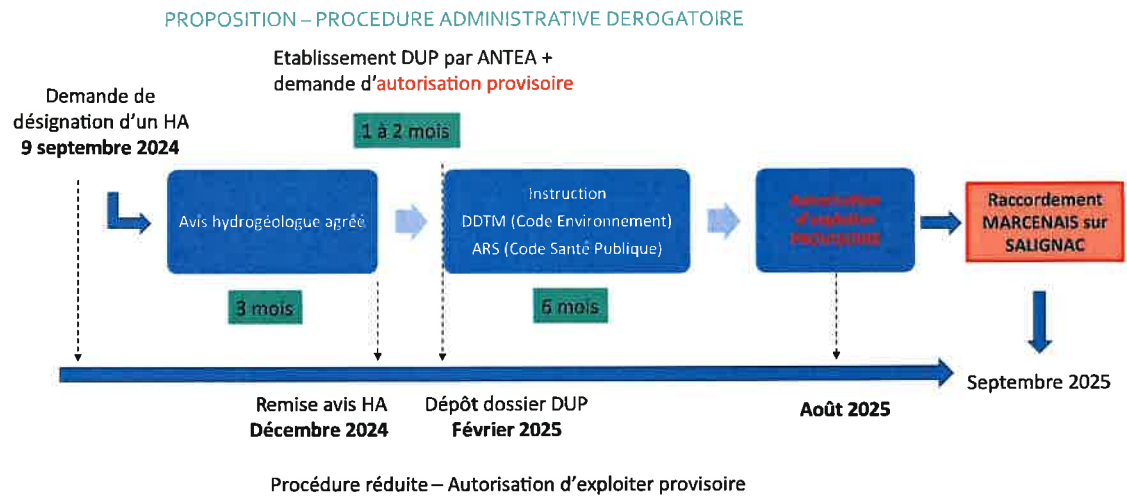 PROPOSITION – PROCEDURE ADMINISTRATIVE DEROGATOIRE
Etablissement DUP par ANTEA +
demande d'autorisation provisoire
Demande de
désignation d'un HA
9 septembre 2024
1 à 2 mois
Avis hydrogéologue agréé
Instruction
DDTM (Code Environnement)
ARS (Code Santé Publique)
Autorisation
d'exploiter
PROVISOIRE
Raccordement
MARCENAIS sur
SALIGNAC
3 mois
6 mois
Septembre 2025
Remise avis HA
Décembre 2024
Dépôt dossier DUP
Février 2025
Août 2025
Procédure réduite – Autorisation d'exploiter provisoire